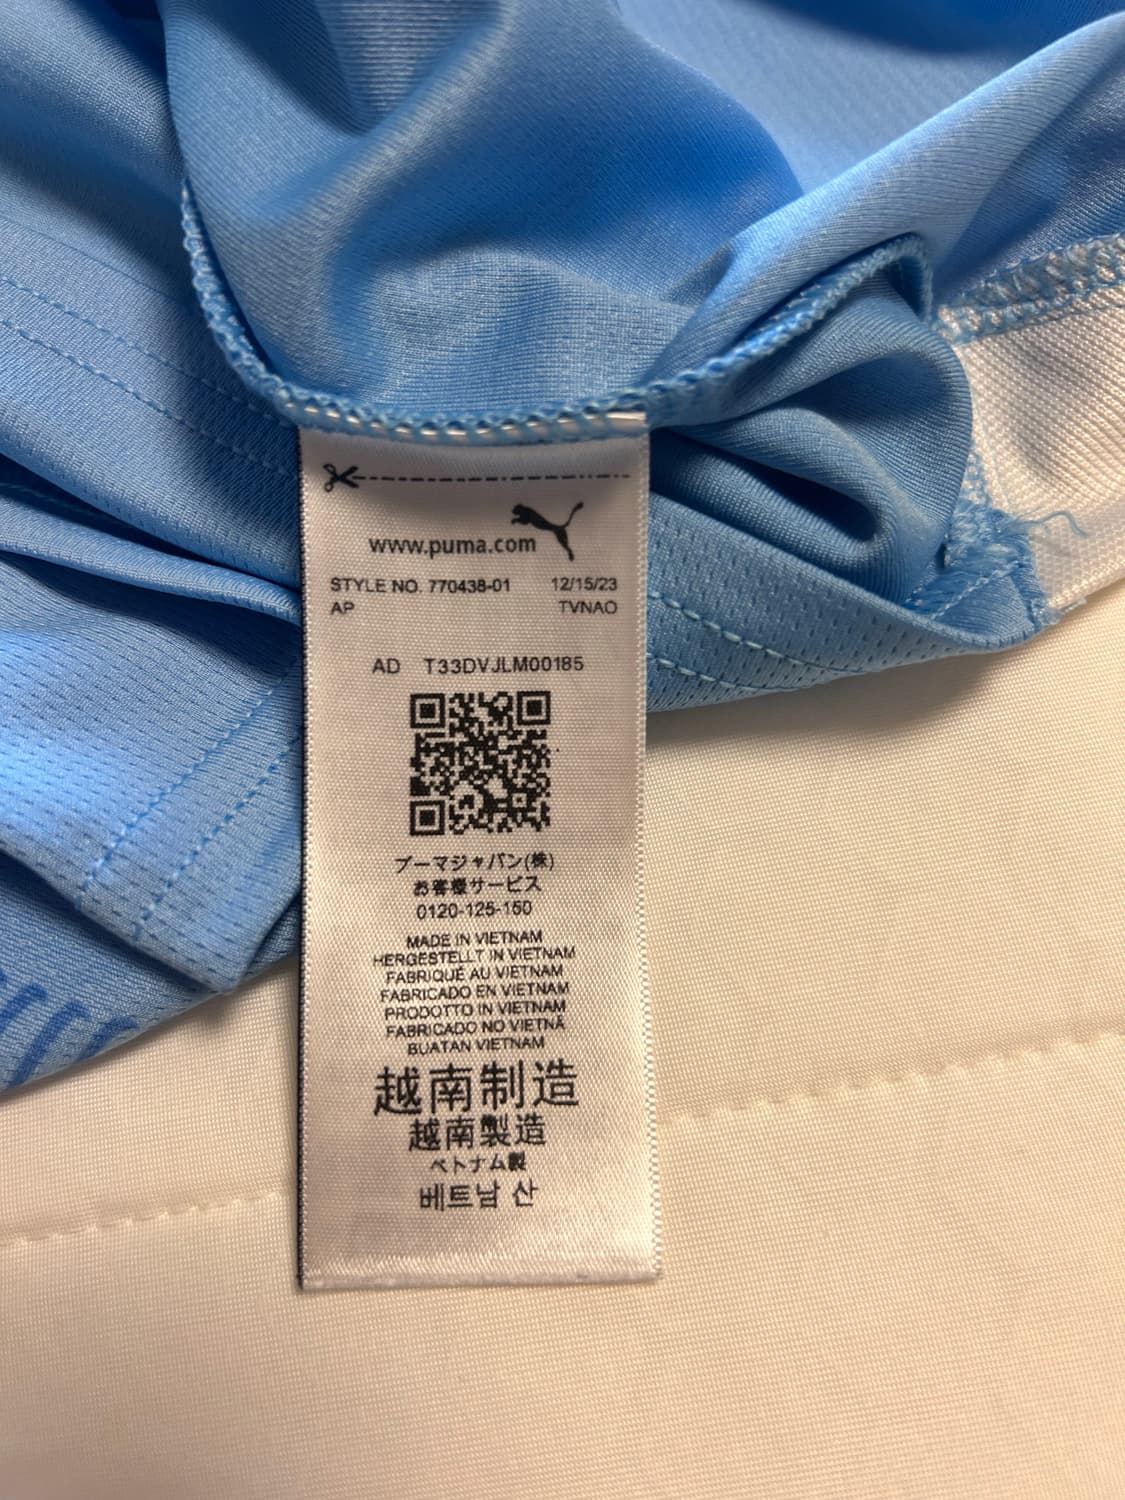 www.puma.com
STYLE NO. 770438-01 12/15/23
AP TVNAO
AD T33DVJLM00185
プーマジャパン(株)
お客様サービス
0120-125-150
MADE IN VIETNAM
HERGESTELLT IN VIETNAM
FABRIQUÉ AU VIETNAM
FABRICADO EN VIETNAM
PRODOTTO IN VIETNAM
FABRICADO NO VIETNÃ
BUATAN VIETNAM
越南制造
越南製造
ベトナム製
베트남 산